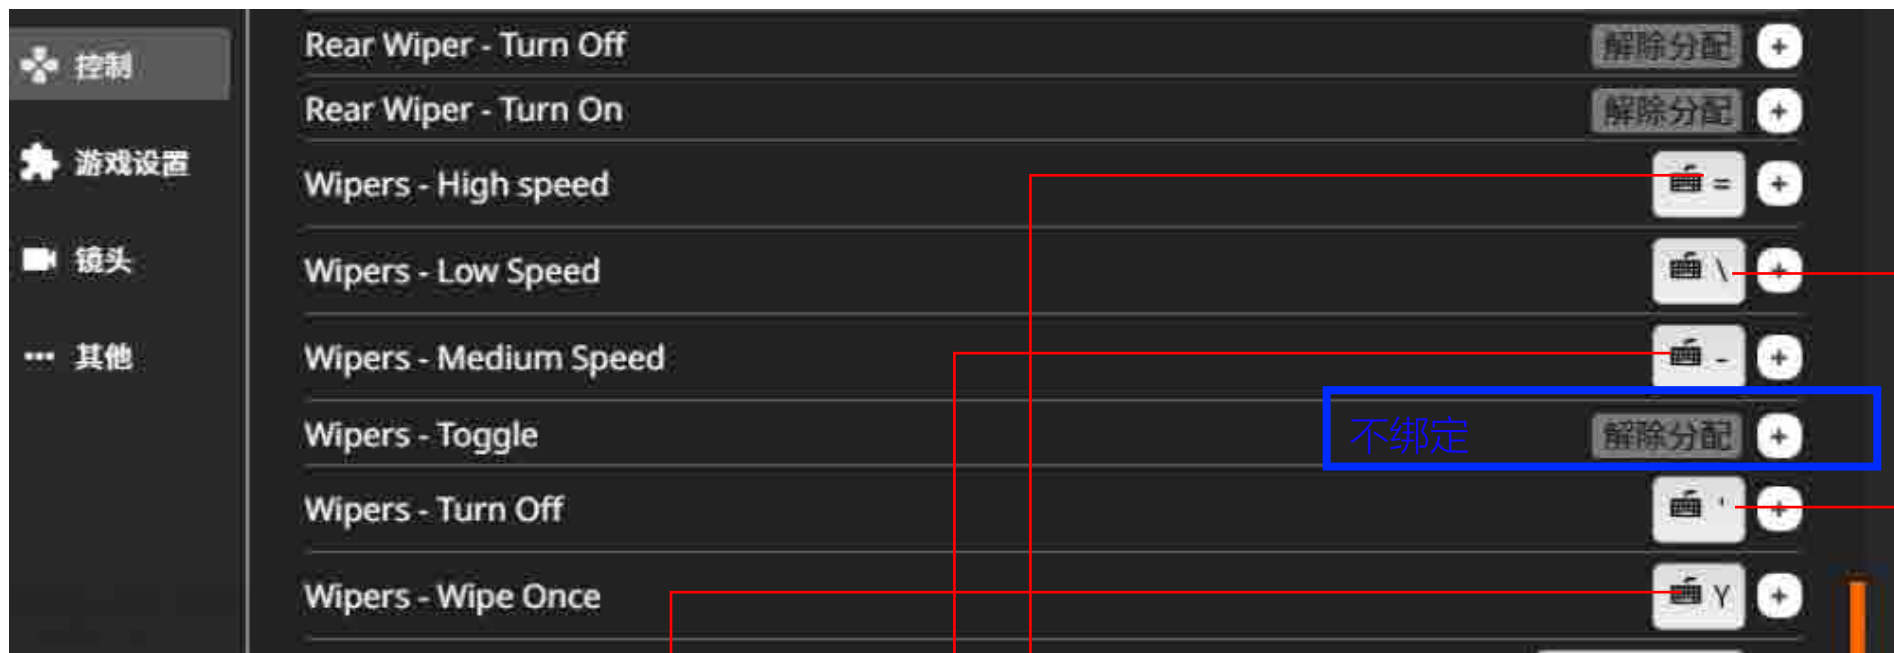 控制
游戏设置
镜头
其他
Rear Wiper - Turn Off 解除分配 +
Rear Wiper - Turn On 解除分配 +
Wipers - High speed = +
Wipers - Low Speed \ +
Wipers - Medium Speed - +
Wipers - Toggle 不绑定 解除分配 +
Wipers - Turn Off ' +
Wipers - Wipe Once Y +